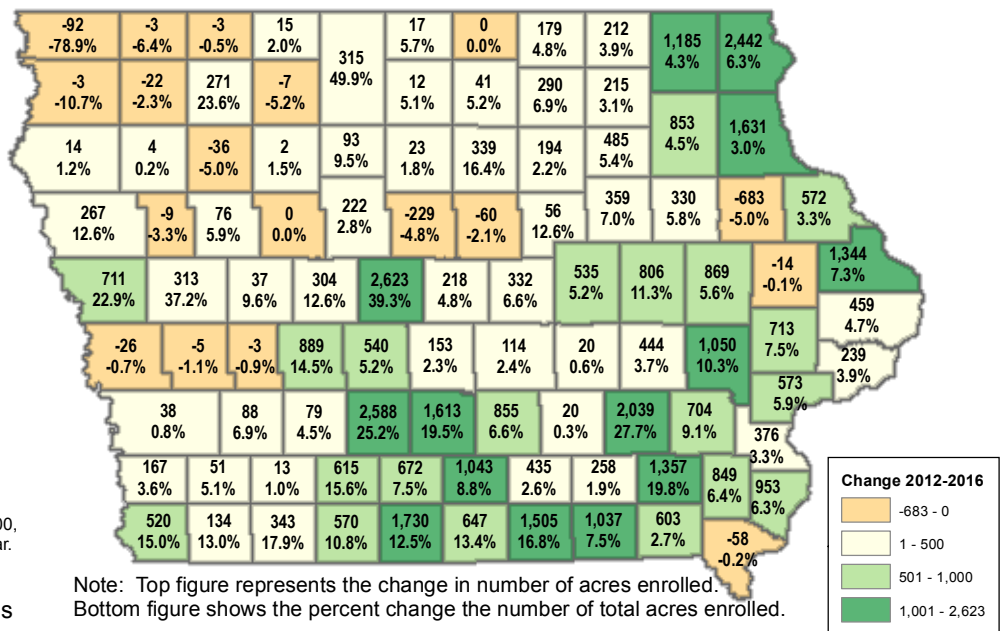 -92 -3 -3 15 315 17 0 179 212 1,185 2,442
-78.9% -6.4% -0.5% 2.0% 49.9% 5.7% 0.0% 4.8% 3.9% 4.3% 6.3%
-3 -22 271 -7 12 41 290 215
-10.7% -2.3% 23.6% -5.2% 5.1% 5.2% 6.9% 3.1%
14 4 -36 2 93 23 339 194 485 853 1,631
1.2% 0.2% -5.0% 1.5% 9.5% 1.8% 16.4% 2.2% 5.4% 4.5% 3.0%
267 -9 76 0 222 -229 -60 56 359 330 -683 572
12.6% -3.3% 5.9% 0.0% 2.8% -4.8% -2.1% 12.6% 7.0% 5.8% -5.0% 3.3%
711 313 37 304 2,623 218 332 535 806 869 -14 1,344
22.9% 37.2% 9.6% 12.6% 39.3% 4.8% 6.6% 5.2% 11.3% 5.6% -0.1% 7.3%
459
4.7%
-26 -5 -3 889 540 153 114 20 444 1,050 713 239
-0.7% -1.1% -0.9% 14.5% 5.2% 2.3% 2.4% 0.6% 3.7% 10.3% 7.5% 3.9%
573
5.9%
38 88 79 2,588 1,613 855 20 2,039 704 376
0.8% 6.9% 4.5% 25.2% 19.5% 6.6% 0.3% 27.7% 9.1% 3.3%
167 51 13 615 672 1,043 435 258 1,357 849 953
3.6% 5.1% 1.0% 15.6% 7.5% 8.8% 2.6% 1.9% 19.8% 6.4% 6.3%
520 134 343 570 1,730 647 1,505 1,037 603 -58
15.0% 13.0% 17.9% 10.8% 12.5% 13.4% 16.8% 7.5% 2.7% -0.2%
00,
ar.
s
Note: Top figure represents the change in number of acres enrolled.
Bottom figure shows the percent change the number of total acres enrolled.
Change 2012-2016
-683 - 0
1 - 500
501 - 1,000
1,001 - 2,623